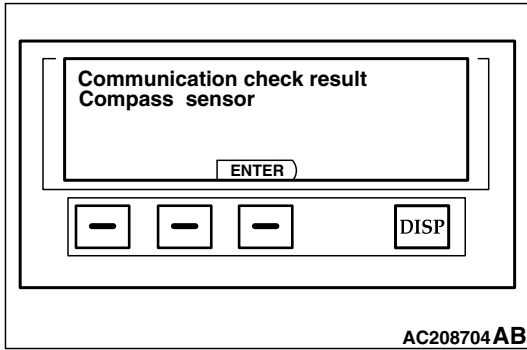 Communication check result
Compass sensor
ENTER
DISP
AC208704AB